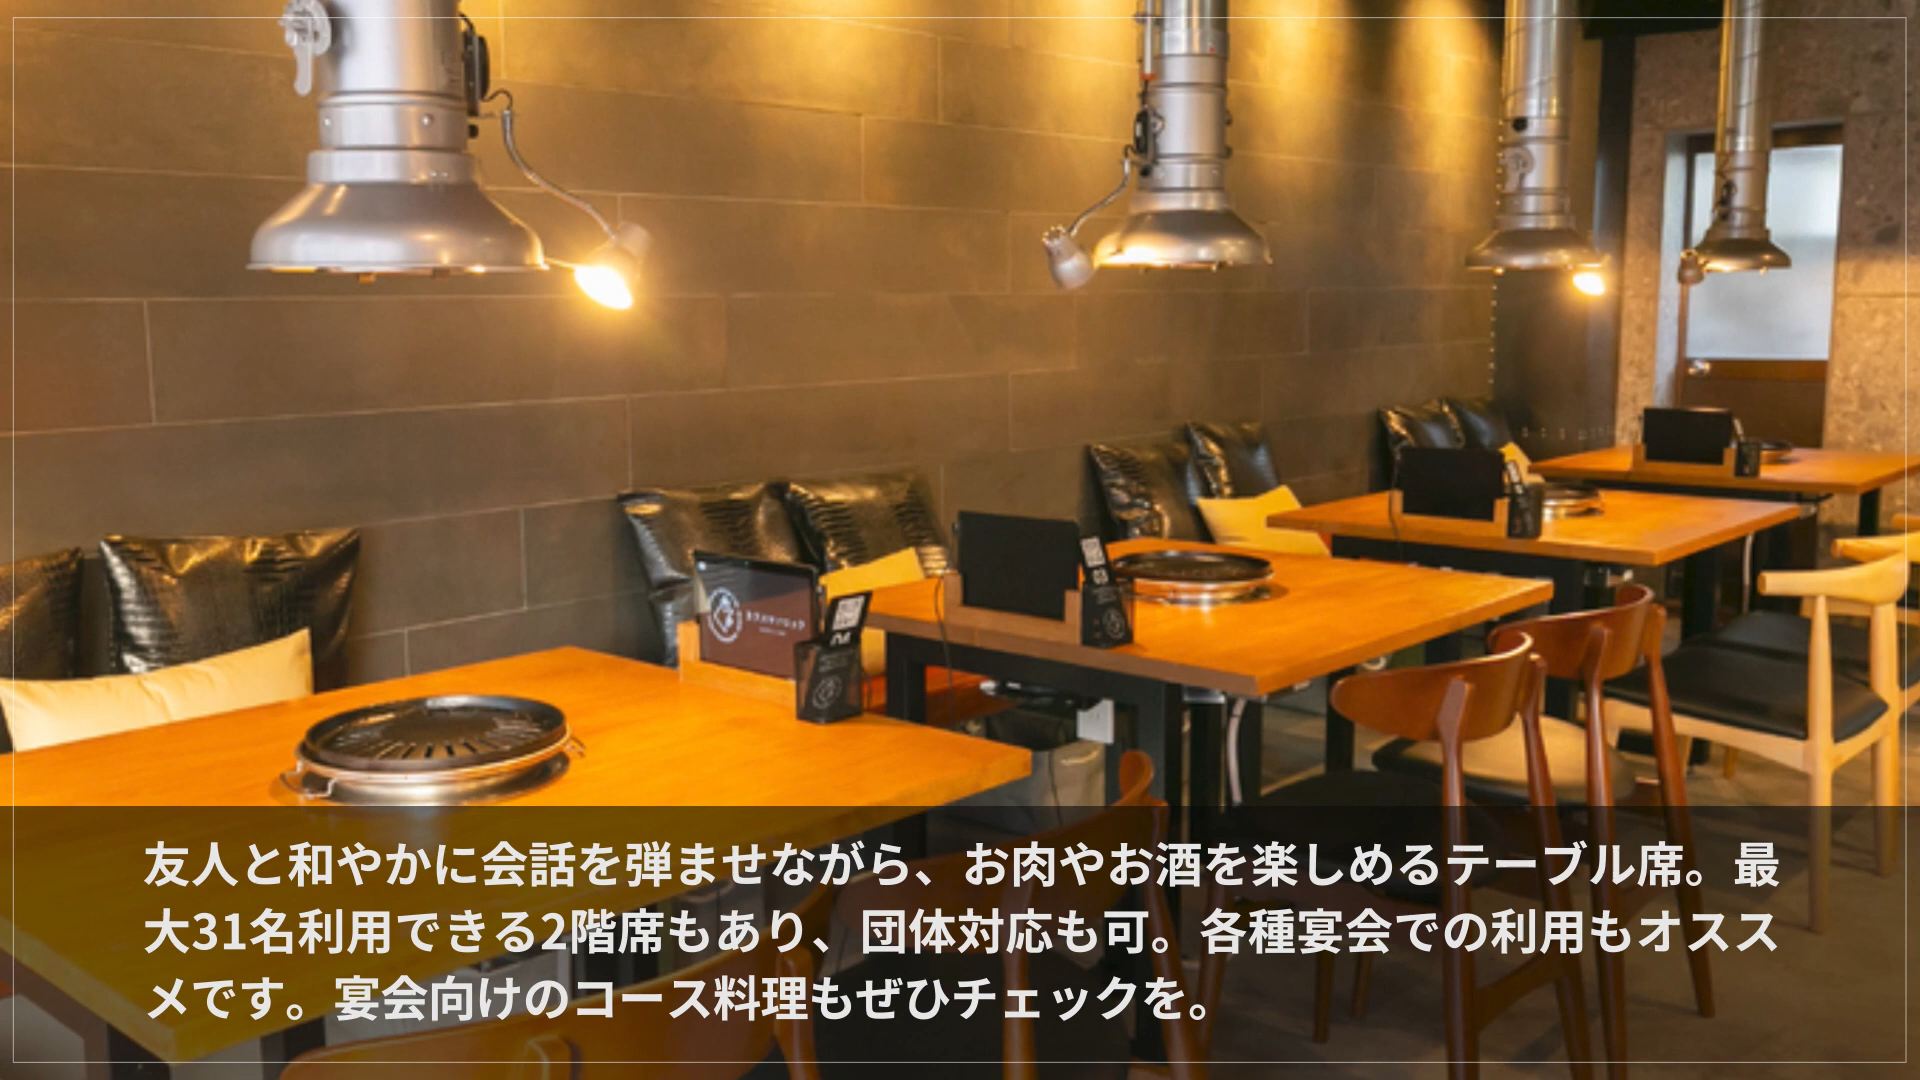 友人と和やかに会話を弾ませながら、お肉やお酒を楽しめるテーブル席。最
大31名利用できる2階席もあり、団体対応も可。各種宴会での利用もオスス
メです。宴会向けのコース料理もぜひチェックを。